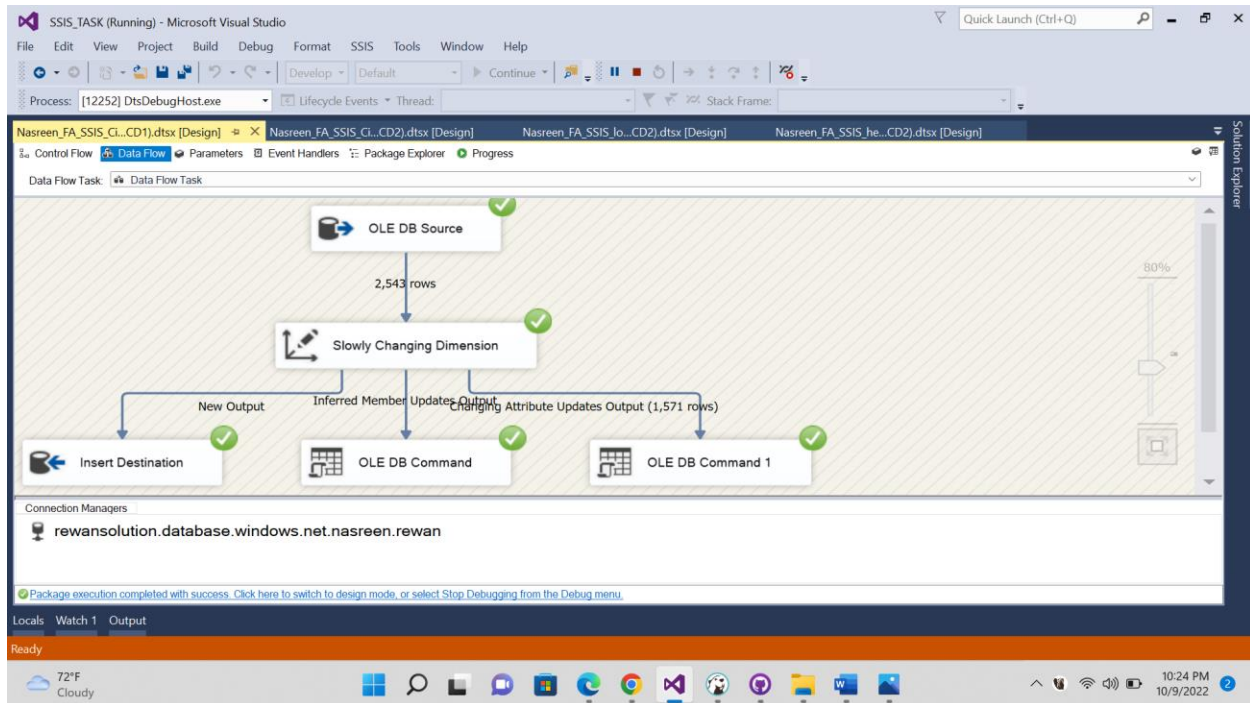 SSIS_TASK (Running) - Microsoft Visual Studio
Quick Launch (Ctrl+Q)
File Edit View Project Build Debug Format SSIS Tools Window Help
Develop Default Continue
Process: [12252] DtsDebugHost.exe Lifecycle Events Thread: Stack Frame:
Nasreen_FA_SSIS_Ci...CD1).dtsx [Design] Nasreen_FA_SSIS_Ci...CD2).dtsx [Design] Nasreen_FA_SSIS_lo...CD2).dtsx [Design] Nasreen_FA_SSIS_he...CD2).dtsx [Design]
Solution Explorer
Control Flow Data Flow Parameters Event Handlers Package Explorer Progress
Data Flow Task: Data Flow Task
OLE DB Source
2,543 rows
80%
Slowly Changing Dimension
New Output
Inferred Member Updates Output
Changing Attribute Updates Output (1,571 rows)
Insert Destination
OLE DB Command
OLE DB Command 1
Connection Managers
rewansolution.database.windows.net.nasreen.rewan
Package execution completed with success. Click here to switch to design mode, or select Stop Debugging from the Debug menu.
Locals Watch 1 Output
Ready
72°F
Cloudy
10:24 PM
10/9/2022
2